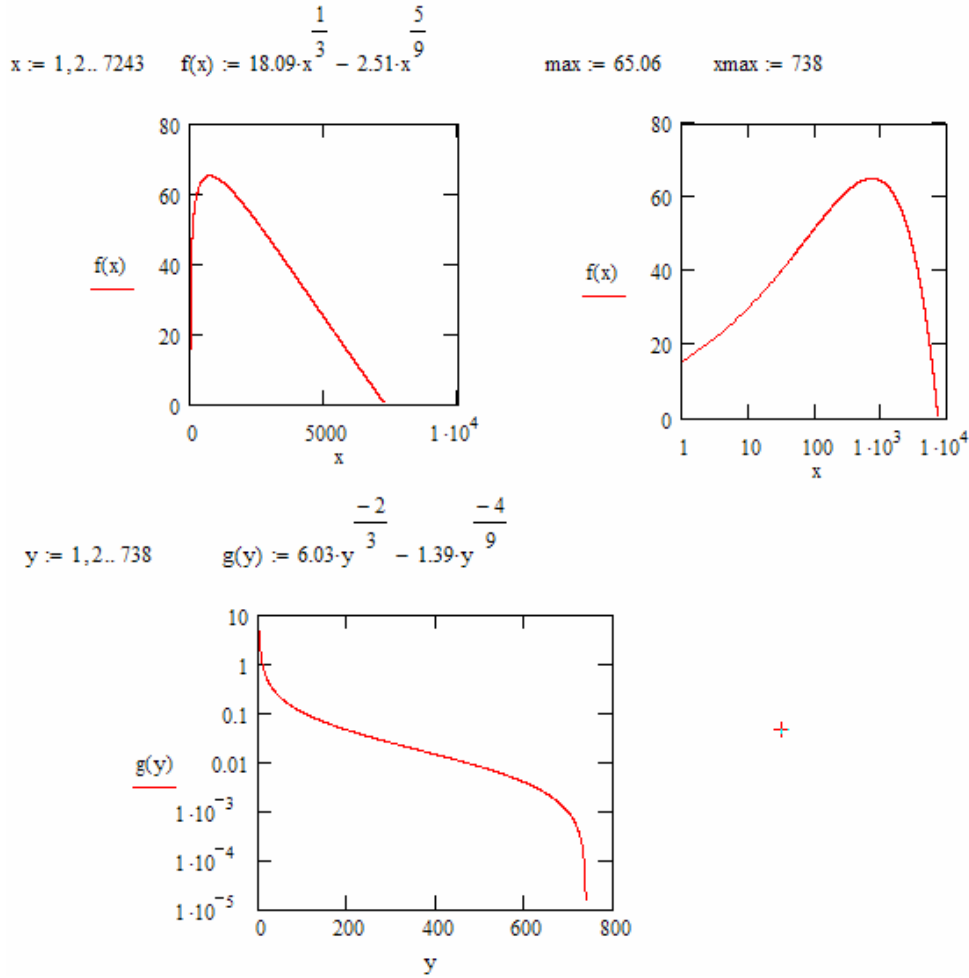 x := 1,2.. 7243 f(x) := 18.09·x^(1/3) − 2.51·x^(5/9) max := 65.06 xmax := 738
80
60
40
20
0
f(x)
0 5000 1·10^4
x
80
60
40
20
0
f(x)
1 10 100 1·10^3 1·10^4
x
y := 1,2.. 738 g(y) := 6.03·y^(−2/3) − 1.39·y^(−4/9)
10
1
0.1
0.01
1·10^−3
1·10^−4
1·10^−5
g(y)
0 200 400 600 800
y